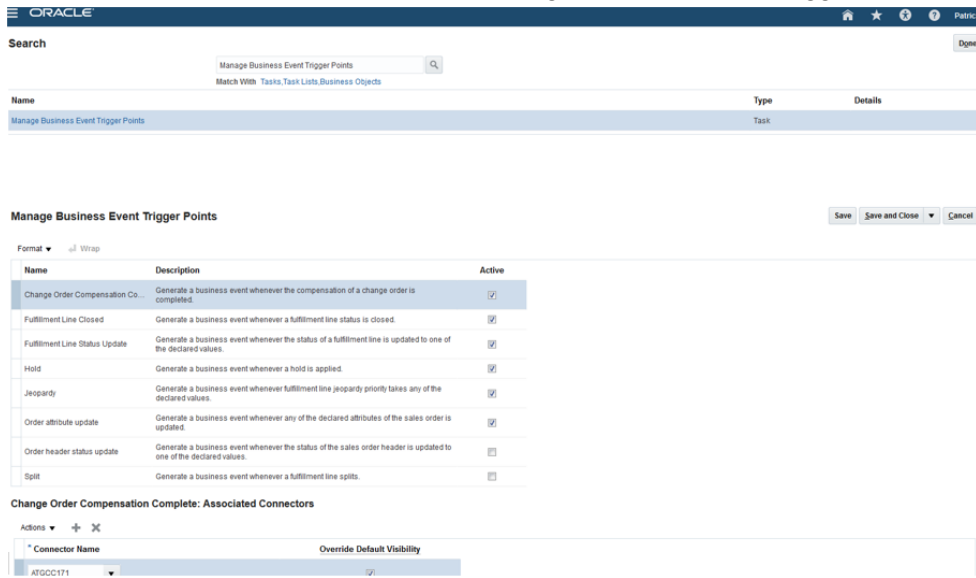 ORACLE
Patric
Search
Done
Manage Business Event Trigger Points
Match With Tasks,Task Lists,Business Objects
Name Type Details
Manage Business Event Trigger Points Task
Manage Business Event Trigger Points
Save Save and Close Cancel
Format Wrap
Name Description Active
Change Order Compensation Co... Generate a business event whenever the compensation of a change order is
completed.
Fulfillment Line Closed Generate a business event whenever a fulfillment line status is closed.
Fulfillment Line Status Update Generate a business event whenever the status of a fulfillment line is updated to one of
the declared values.
Hold Generate a business event whenever a hold is applied.
Jeopardy Generate a business event whenever fulfillment line jeopardy priority takes any of the
declared values.
Order attribute update Generate a business event whenever any of the declared attributes of the sales order is
updated.
Order header status update Generate a business event whenever the status of the sales order header is updated to
one of the declared values.
Split Generate a business event whenever a fulfillment line splits.
Change Order Compensation Complete: Associated Connectors
Actions
* Connector Name Override Default Visibility
ATGCC171